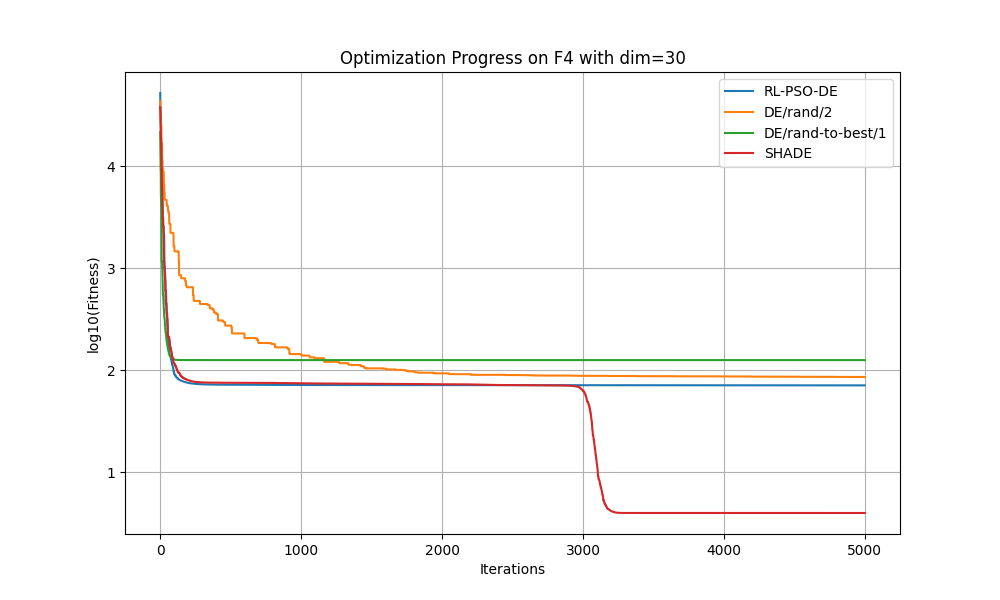 Optimization Progress on F4 with dim=30
RL-PSO-DE
DE/rand/2
DE/rand-to-best/1
SHADE
log10(Fitness)
4
3
2
1
0
1000
2000
3000
4000
5000
Iterations